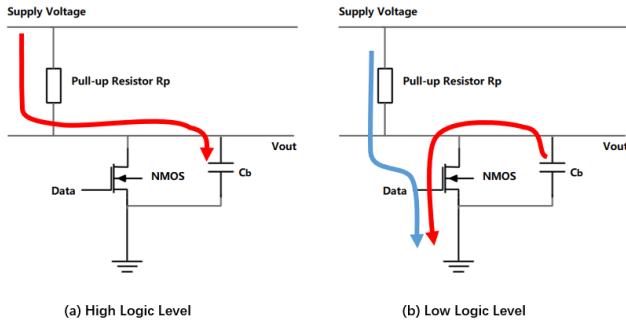 Supply Voltage
Pull-up Resistor Rp
Vout
NMOS
Cb
Data
(a) High Logic Level
Supply Voltage
Pull-up Resistor Rp
Vout
NMOS
Cb
Data
(b) Low Logic Level